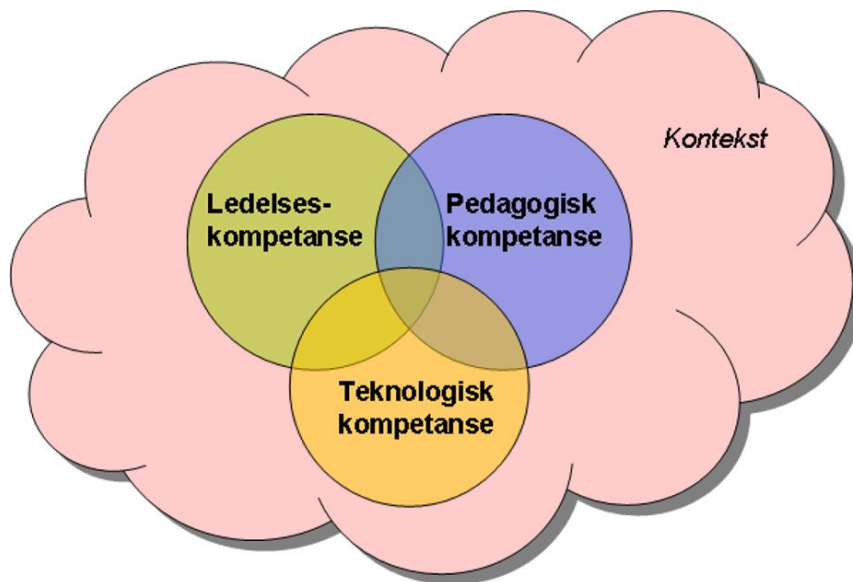 Kontekst
Ledelses-
kompetanse
Pedagogisk
kompetanse
Teknologisk
kompetanse